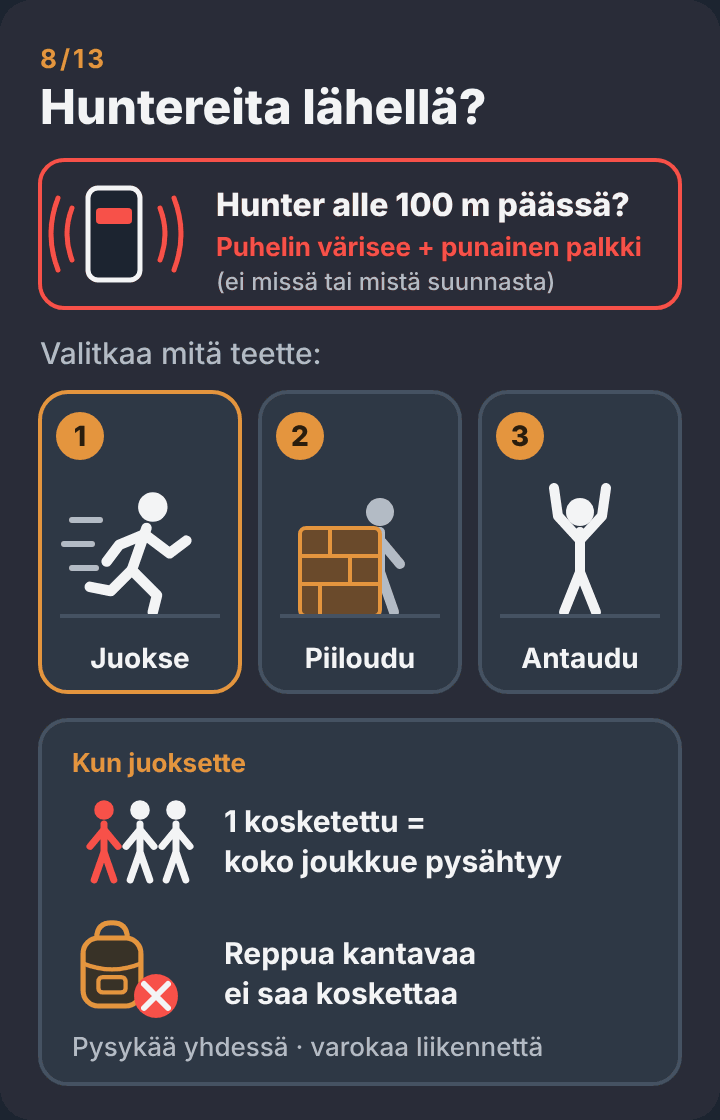 8/13
Huntereita lähellä?
Hunter alle 100 m päässä?
Puhelin värisee + punainen palkki
(ei missä tai mistä suunnasta)
Valitkaa mitä teette:
1
2
3
Juokse
Piiloudu
Antaudu
Kun juoksette
1 kosketettu =
koko joukkue pysähtyy
Reppua kantavaa
ei saa koskettaa
Pysykää yhdessä · varokaa liikennettä